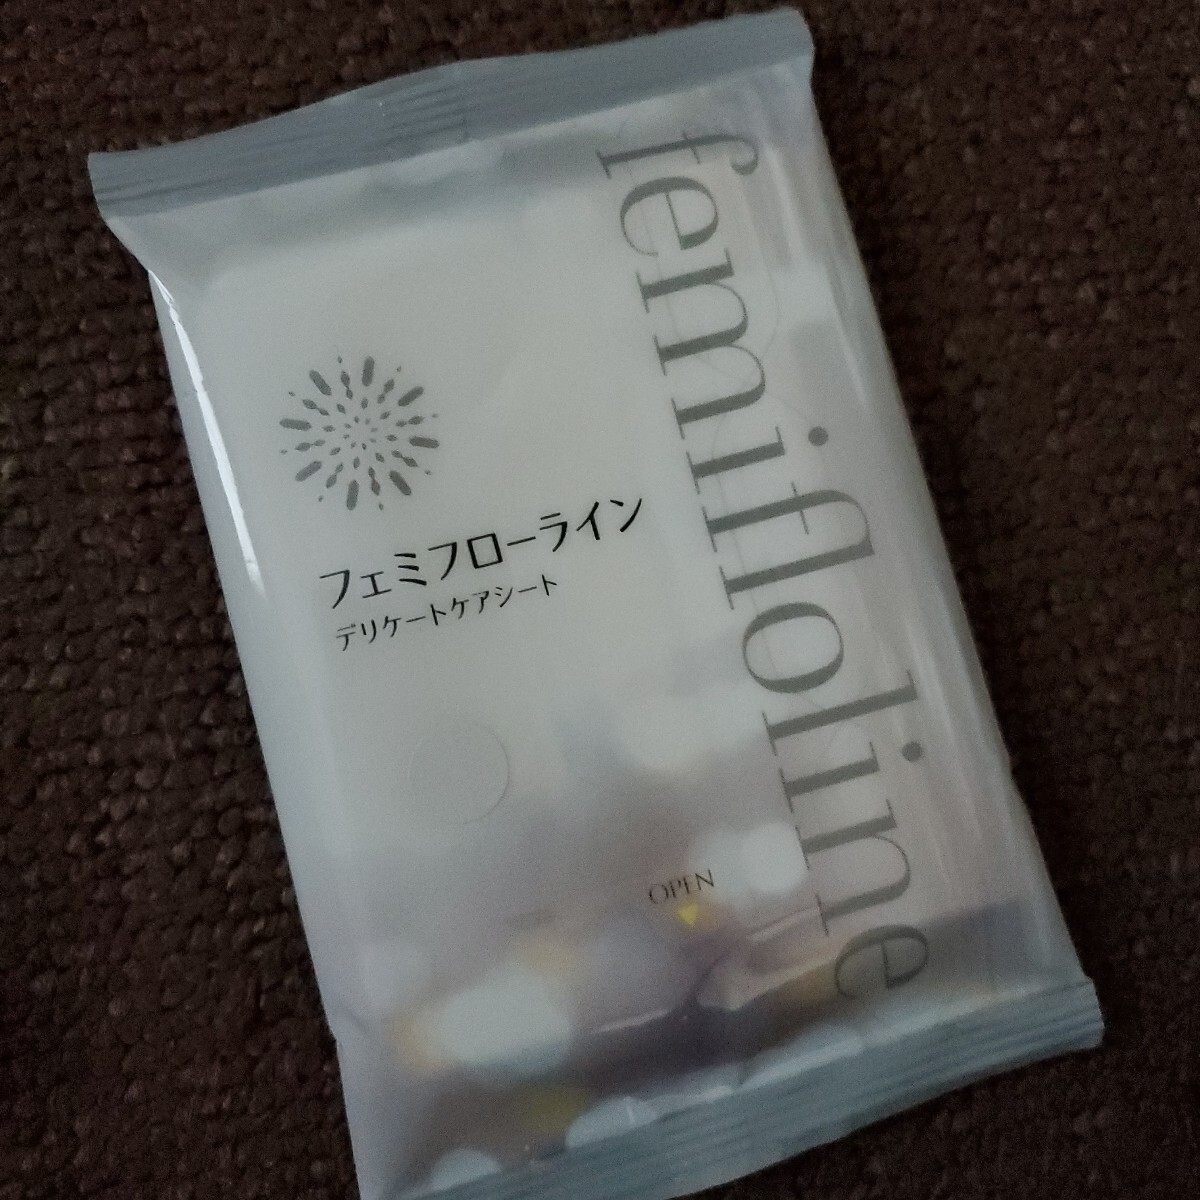 femifloline
フェミフローライン
デリケートケアシート
OPEN